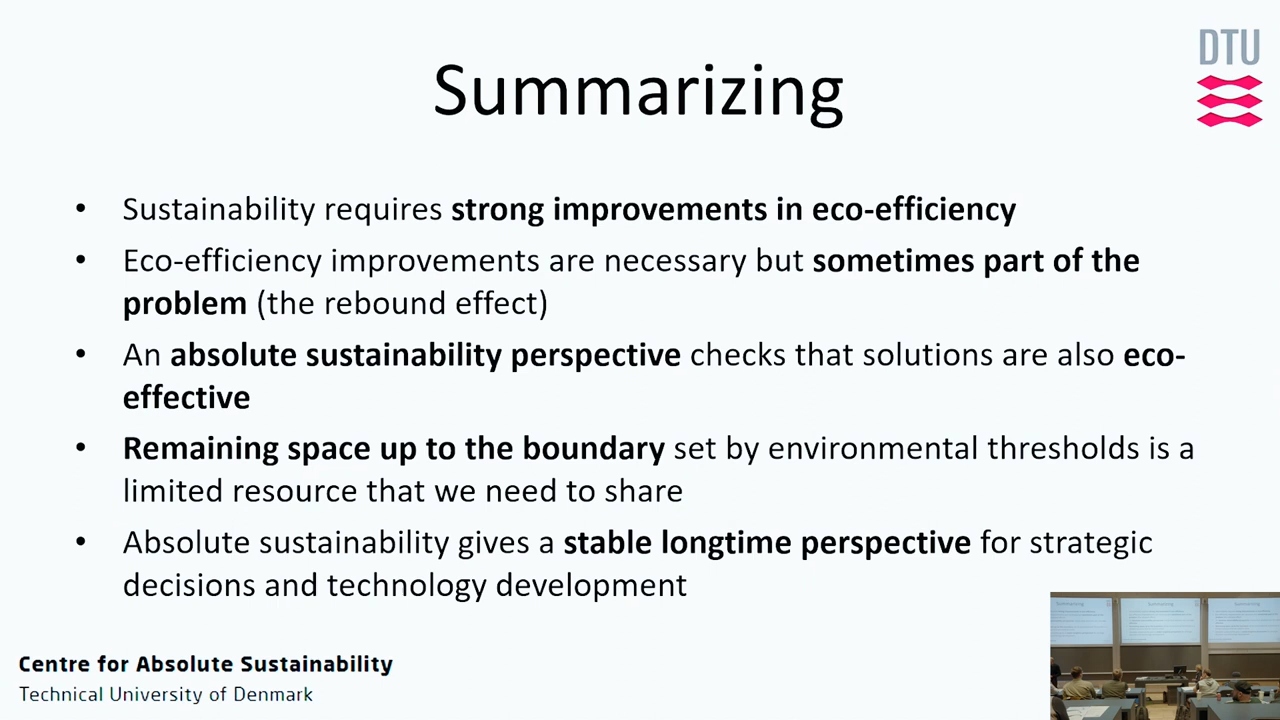 Summarizing
DTU
• Sustainability requires strong improvements in eco-efficiency
• Eco-efficiency improvements are necessary but sometimes part of the
problem (the rebound effect)
• An absolute sustainability perspective checks that solutions are also eco-
effective
• Remaining space up to the boundary set by environmental thresholds is a
limited resource that we need to share
• Absolute sustainability gives a stable longtime perspective for strategic
decisions and technology development
Centre for Absolute Sustainability
Technical University of Denmark
Summarizing
Summarizing
Summarizing